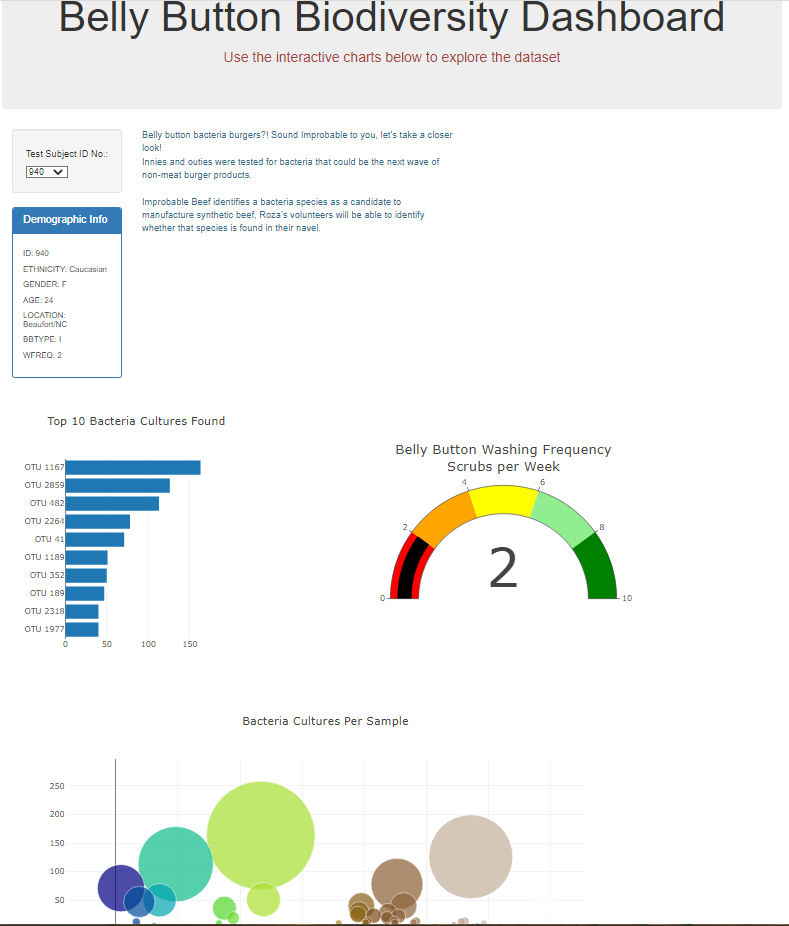 Belly Button Biodiversity Dashboard
Use the interactive charts below to explore the dataset
Test Subject ID No.:
940
Demographic Info
ID: 940
ETHNICITY: Caucasian
GENDER: F
AGE: 24
LOCATION:
Beaufort/NC
BBTYPE: I
WFREQ: 2
Belly button bacteria burgers?! Sound Improbable to you, let's take a closer
look!
Innies and outies were tested for bacteria that could be the next wave of
non-meat burger products.
Improbable Beef identifies a bacteria species as a candidate to
manufacture synthetic beef, Roza's volunteers will be able to identify
whether that species is found in their navel.
Top 10 Bacteria Cultures Found
OTU 1167
OTU 2859
OTU 482
OTU 2264
OTU 41
OTU 1189
OTU 352
OTU 189
OTU 2318
OTU 1977
0 50 100 150
Belly Button Washing Frequency
Scrubs per Week
0 2 4 6 8 10
2
Bacteria Cultures Per Sample
250
200
150
100
50